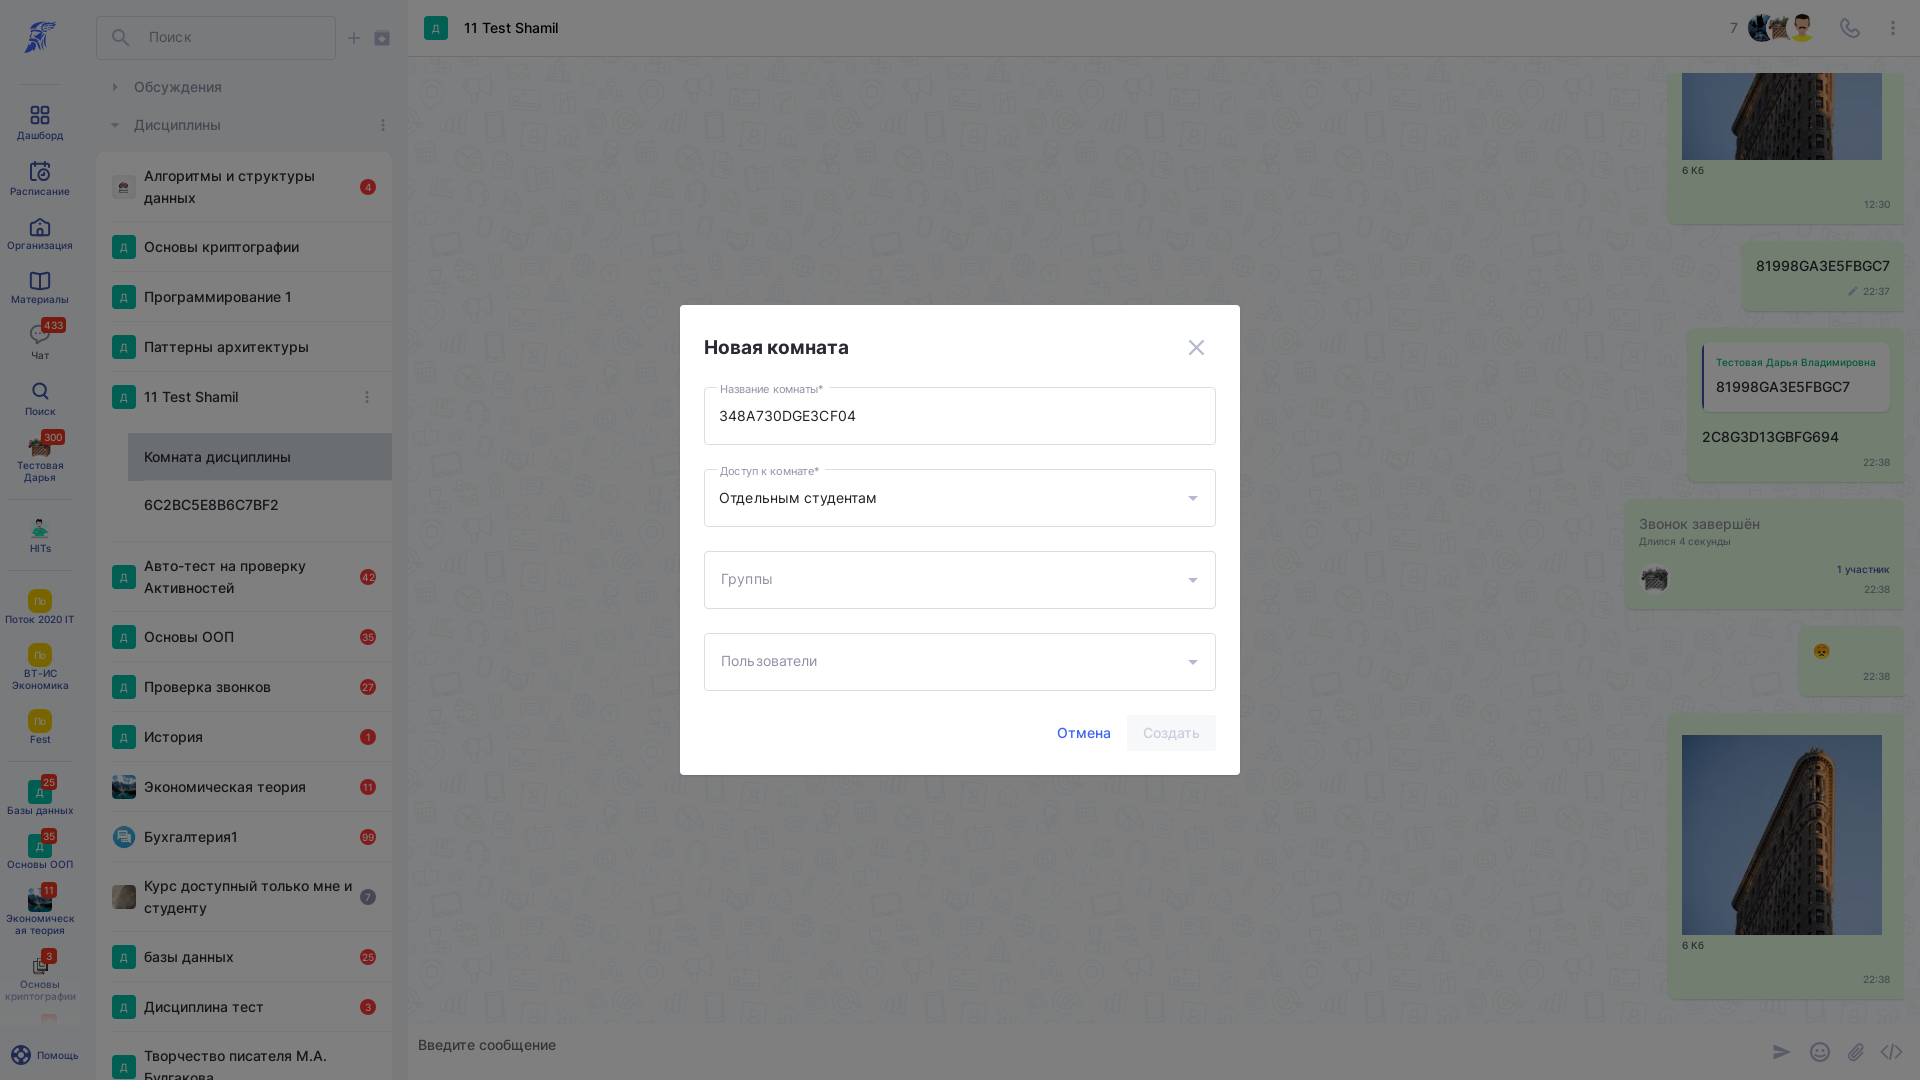 Поиск
Обсуждения
Дисциплины
Дашборд
Расписание
Организация
Материалы
433
Чат
Поиск
300
Тестовая
Дарья
HITs
По
Поток 2020 IT
По
ВТ-ИС
Экономика
По
Fest
25
Д
Базы данных
35
Д
Основы ООП
11
Экономическ
ая теория
3
Основы
криптографии
Помощь
Алгоритмы и структуры
данных
4
Д
Основы криптографии
Д
Программирование 1
Д
Паттерны архитектуры
Д
11 Test Shamil
Комната дисциплины
6C2BC5E8B6C7BF2
Д
Авто-тест на проверку
Активностей
42
Д
Основы ООП
35
Д
Проверка звонков
27
Д
История
1
Экономическая теория
11
Бухгалтерия1
99
Курс доступный только мне и
студенту
7
Д
базы данных
25
Д
Дисциплина тест
3
Д
Творчество писателя М.А.
Булгакова
Д
11 Test Shamil
7
6 Кб
12:30
81998GA3E5FBGC7
22:37
Тестовая Дарья Владимировна
81998GA3E5FBGC7
2C8G3D13GBFG694
22:38
Звонок завершён
Длился 4 секунды
1 участник
22:38
22:38
6 Кб
22:38
Введите сообщение
Новая комната
Название комнаты*
348A730DGE3CF04
Доступ к комнате*
Отдельным студентам
Группы
Пользователи
Отмена
Создать